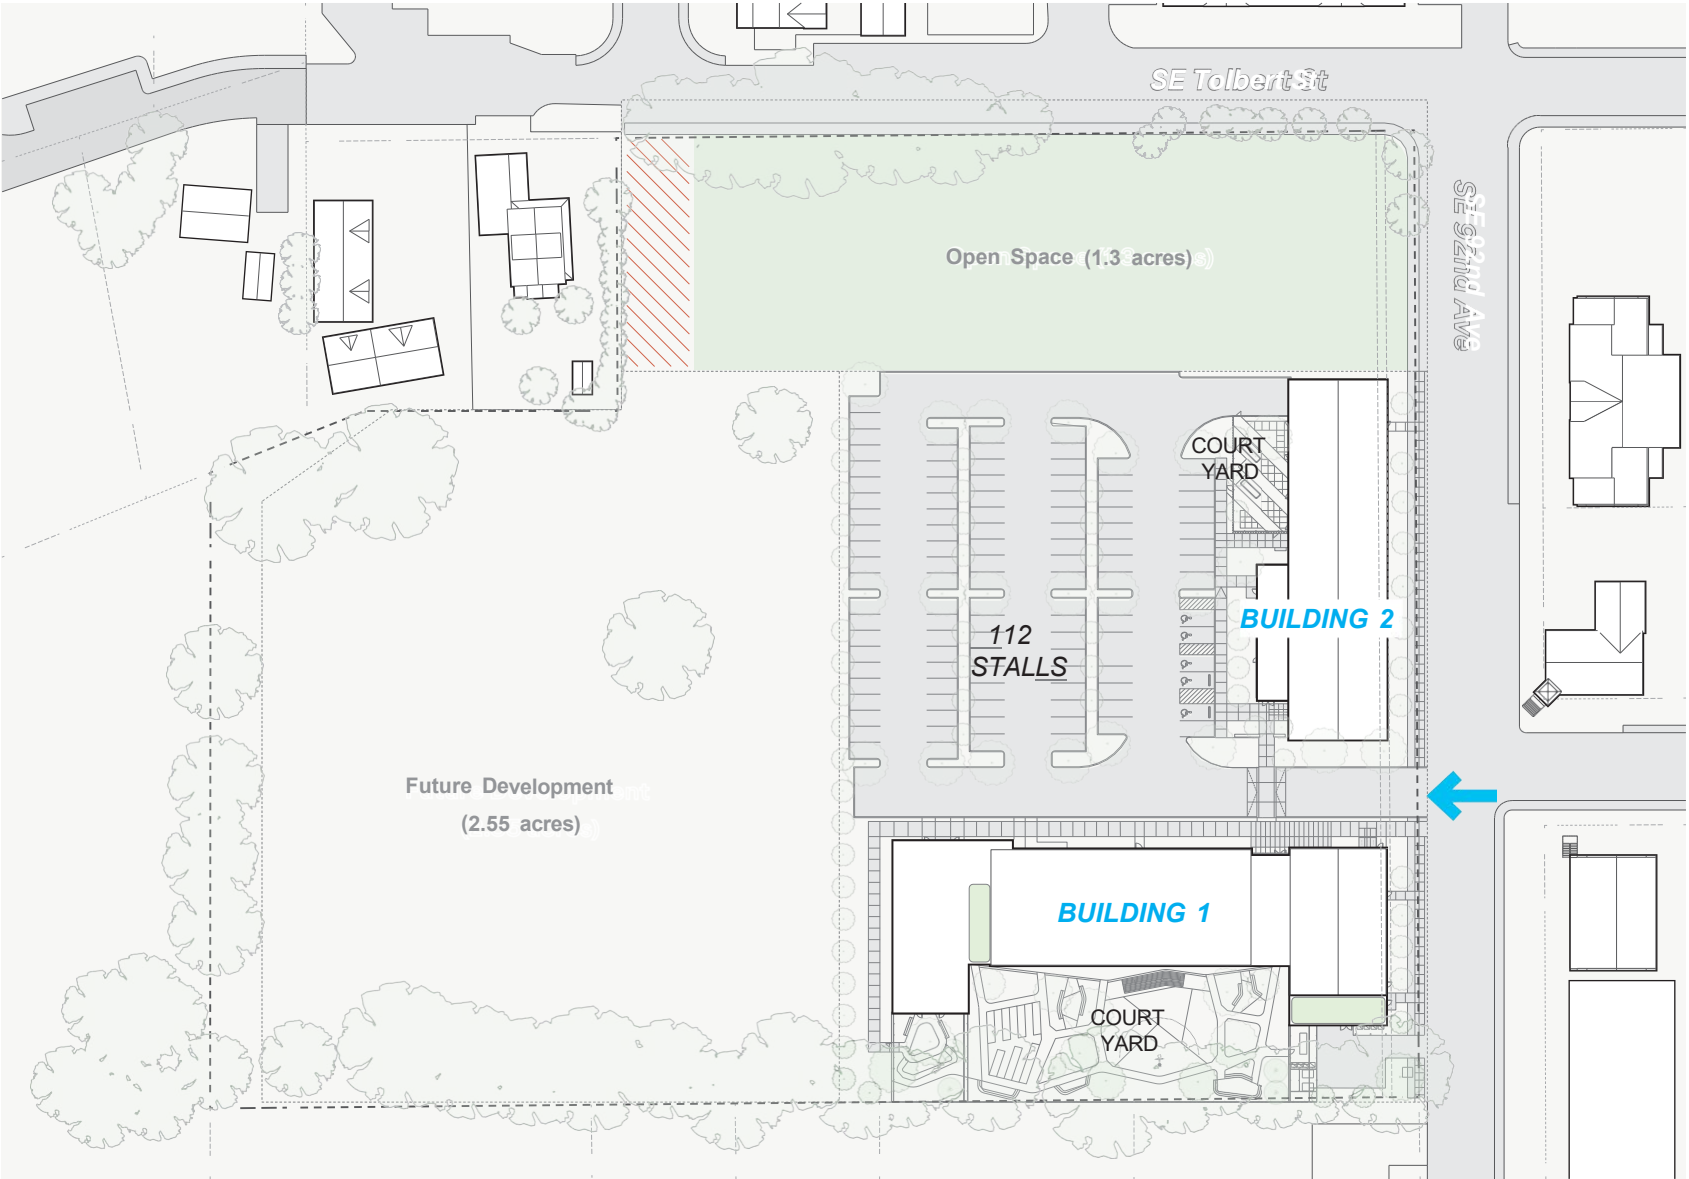 SE Tolbert St
SE 92nd Ave
Open Space (1.3 acres)
COURT
YARD
BUILDING 2
112
STALLS
Future Development
(2.55 acres)
BUILDING 1
COURT
YARD